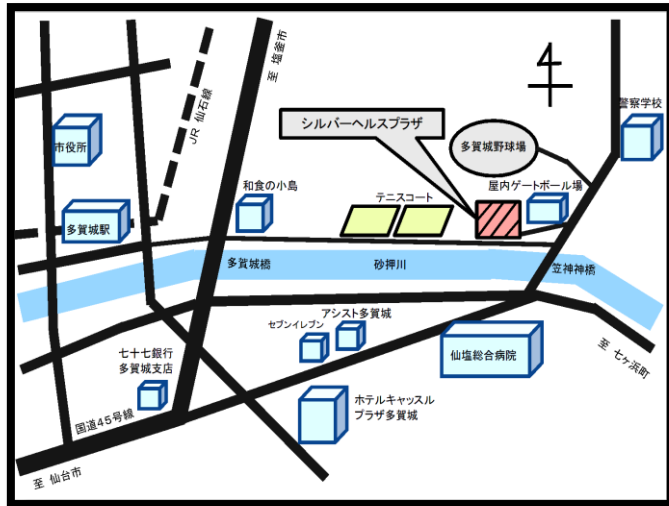 至 塩釜市
JR 仙石線
警察学校
シルバーヘルスプラザ
多賀城野球場
市役所
和食の小島
テニスコート
屋内ゲートボール場
多賀城駅
多賀城橋
砂押川
笠神神橋
アシスト多賀城
セブンイレブン
至 七ヶ浜町
七十七銀行
多賀城支店
仙塩総合病院
ホテルキャッスル
プラザ多賀城
国道45号線
至 仙台市